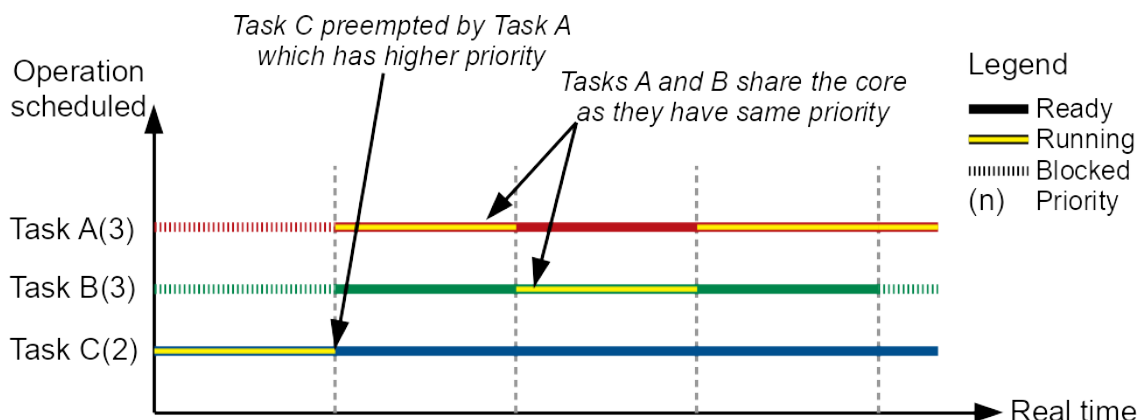 Task C preempted by Task A
which has higher priority
Operation
scheduled
Tasks A and B share the core
as they have same priority
Legend
Ready
Running
Blocked
(n) Priority
Task A(3)
Task B(3)
Task C(2)
Real time